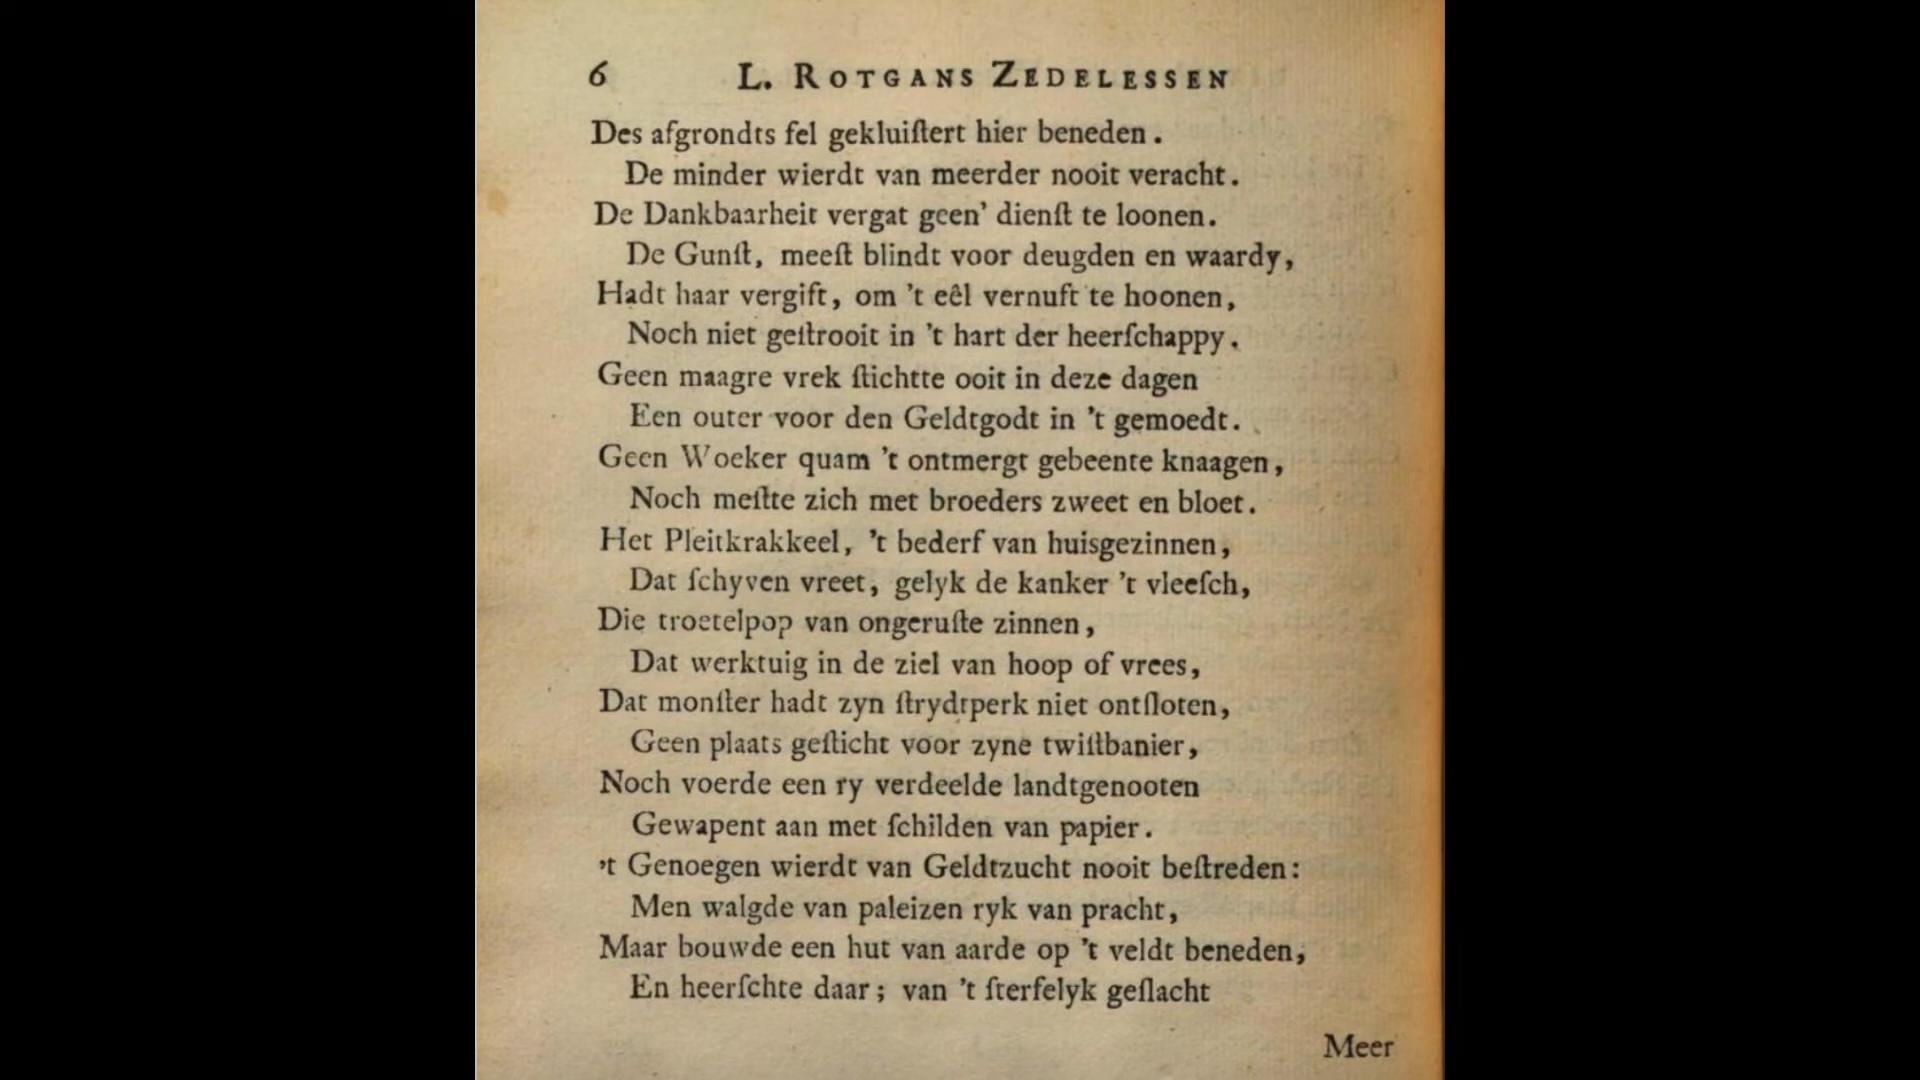 6 L. ROTGANS ZEDELESSEN
Des afgrondts fel gekluiſtert hier beneden.
De minder wierdt van meerder nooit veracht.
De Dankbaarheit vergat geen' dienſt te loonen.
De Gunſt, meeſt blindt voor deugden en waardy,
Hadt haar vergift, om 't eêl vernuft te hoonen,
Noch niet geſtrooit in 't hart der heerſchappy.
Geen maagre vrek ſtichtte ooit in deze dagen
Een outer voor den Geldtgodt in 't gemoedt.
Geen Woeker quam 't ontmergt gebeente knaagen,
Noch meſtte zich met broeders zweet en bloet.
Het Pleitkrakkeel, 't bederf van huisgezinnen,
Dat ſchyven vreet, gelyk de kanker 't vleeſch,
Die troetelpop van ongeruſte zinnen,
Dat werktuig in de ziel van hoop of vrees,
Dat monſter hadt zyn ſtrydtperk niet ontſloten,
Geen plaats geſticht voor zyne twiſtbanier,
Noch voerde een ry verdeelde landtgenooten
Gewapent aan met ſchilden van papier.
't Genoegen wierdt van Geldtzucht nooit beſtreden:
Men walgde van paleizen ryk van pracht,
Maar bouwde een hut van aarde op 't veldt beneden,
En heerſchte daar; van 't ſterfelyk geſlacht
Meer